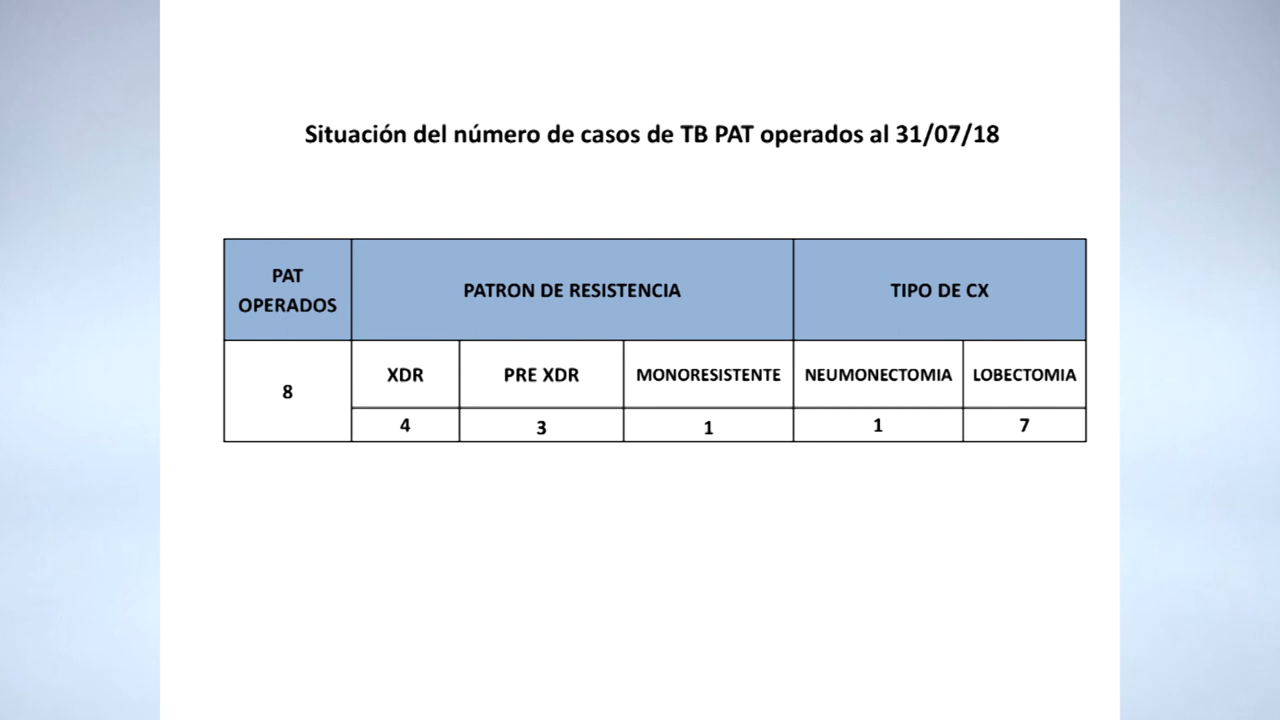 Situación del número de casos de TB PAT operados al 31/07/18
PAT
OPERADOS
PATRON DE RESISTENCIA
TIPO DE CX
8
XDR
PRE XDR
MONORESISTENTE
NEUMONECTOMIA
LOBECTOMIA
4
3
1
1
7